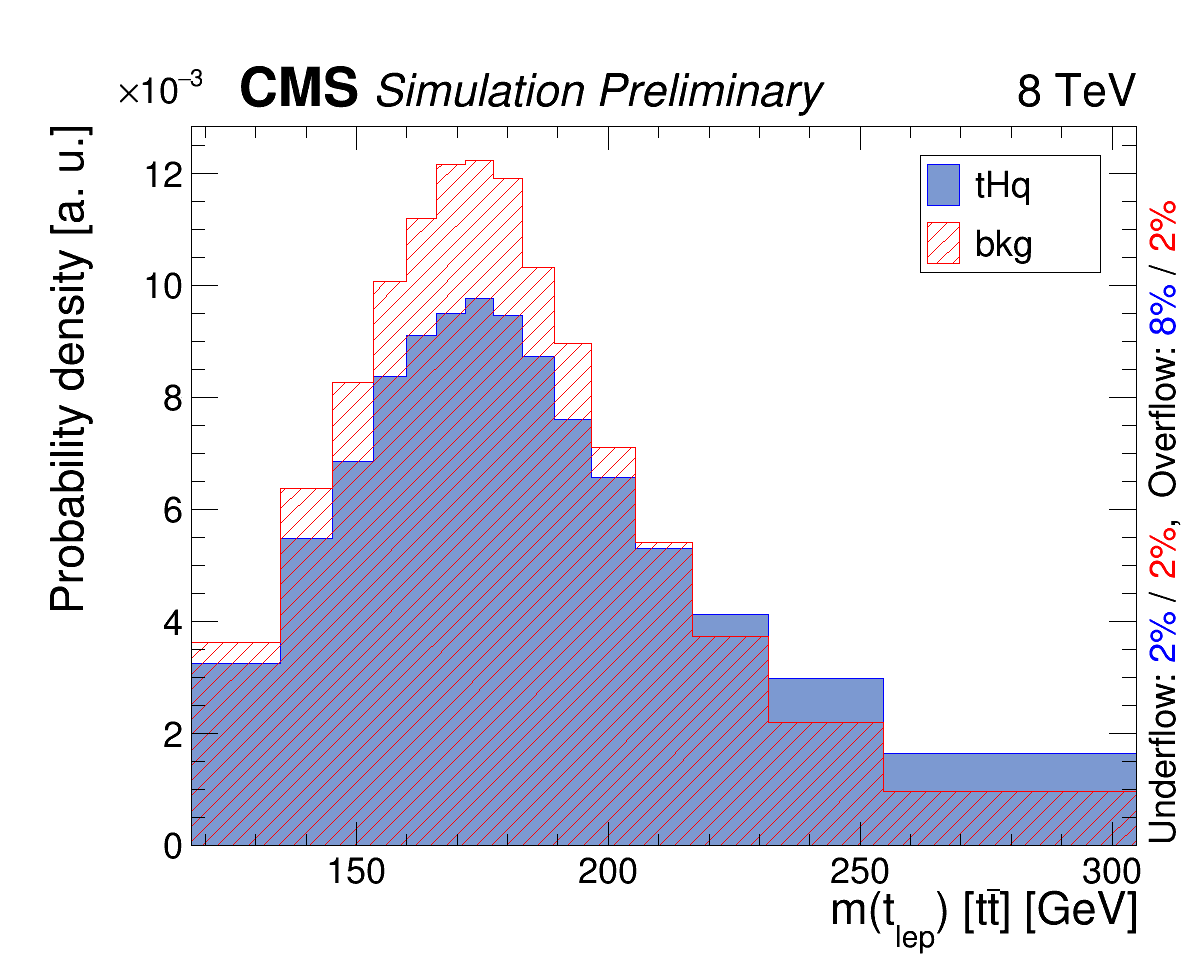 ×10⁻³ CMS Simulation Preliminary 8 TeV
Probability density [a. u.]
12
10
8
6
4
2
0
tHq
bkg
150 200 250 300
m(t_lep) [tt̄] [GeV]
Underflow: 2% / 2%, Overflow: 8% / 2%